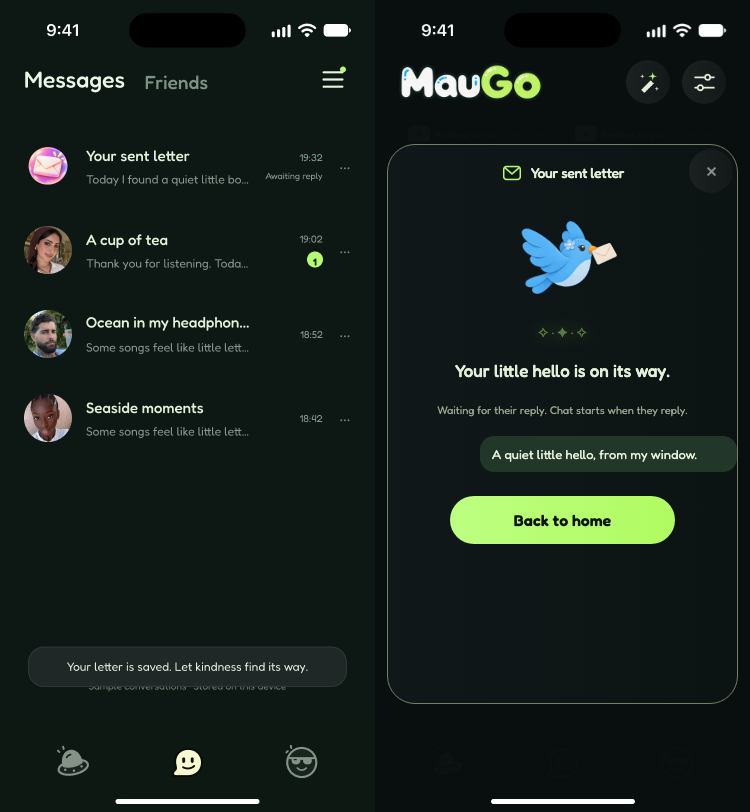 9:41
Messages
Friends
Your sent letter
19:32
Today I found a quiet little bo...
Awaiting reply
A cup of tea
19:02
Thank you for listening. Toda...
1
Ocean in my headphon...
18:52
Some songs feel like little lett...
Seaside moments
18:42
Some songs feel like little lett...
Your letter is saved. Let kindness find its way.
Sample conversations · Stored on this device
9:41
MauGo
Your sent letter
Your little hello is on its way.
Waiting for their reply. Chat starts when they reply.
A quiet little hello, from my window.
Back to home